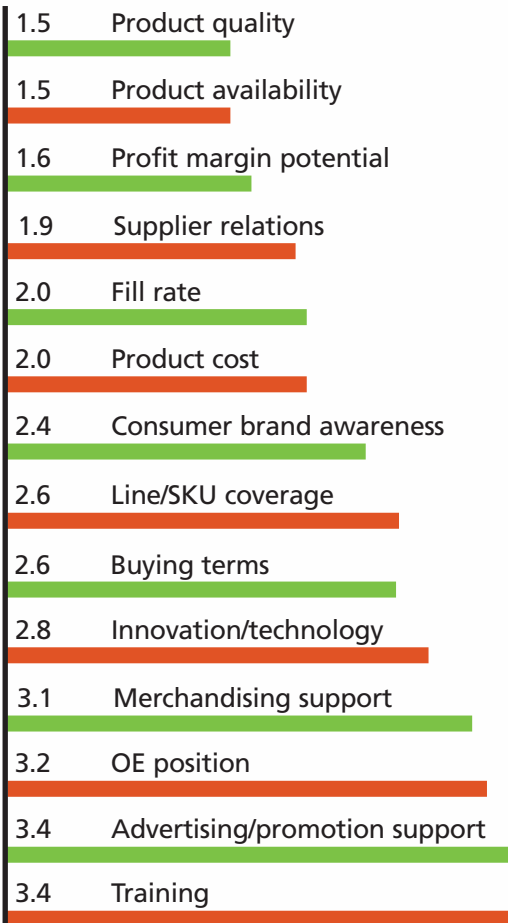 1.5 Product quality
1.5 Product availability
1.6 Profit margin potential
1.9 Supplier relations
2.0 Fill rate
2.0 Product cost
2.4 Consumer brand awareness
2.6 Line/SKU coverage
2.6 Buying terms
2.8 Innovation/technology
3.1 Merchandising support
3.2 OE position
3.4 Advertising/promotion support
3.4 Training